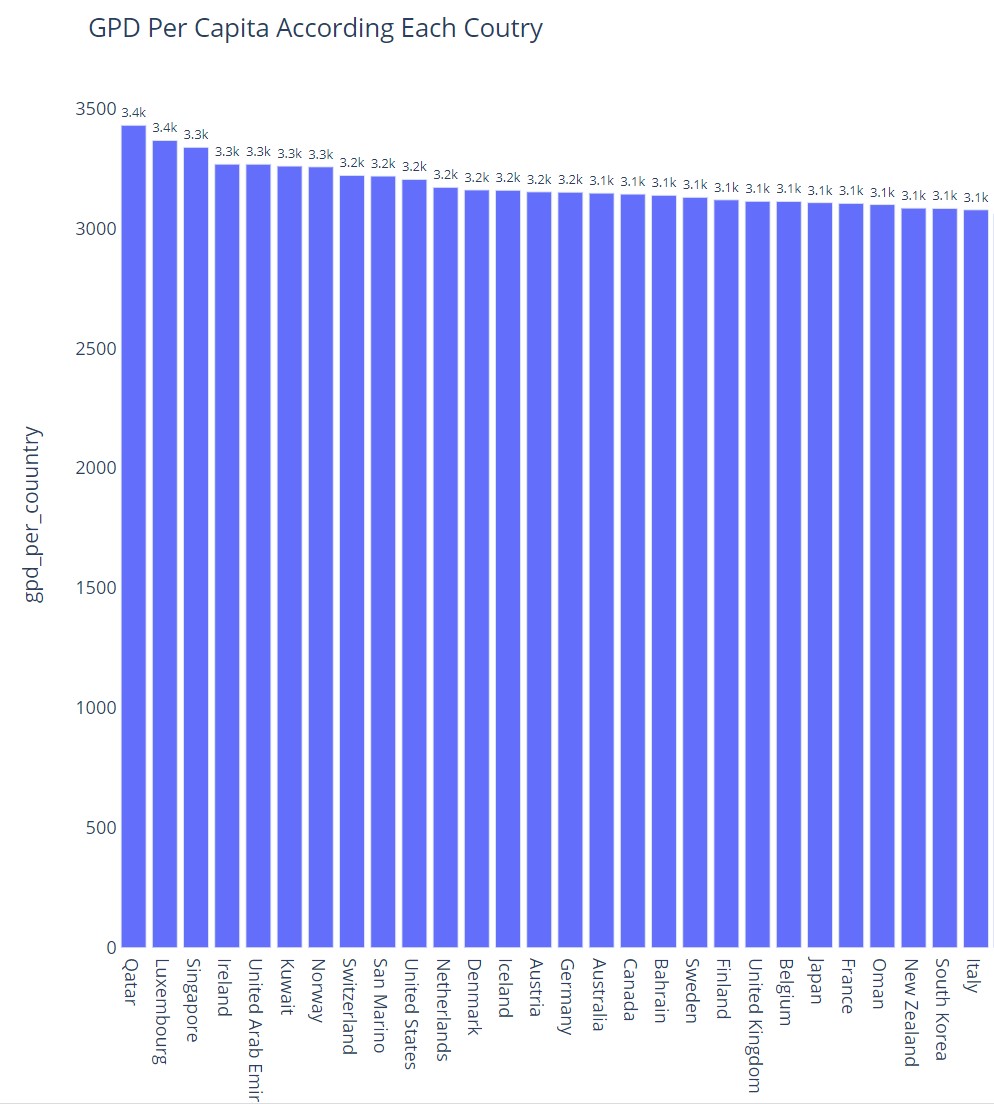 GPD Per Capita According Each Coutry
3500
3000
2500
2000
1500
1000
500
0
gpd_per_couuntry
3.4k
3.4k
3.3k
3.3k
3.3k
3.3k
3.3k
3.2k
3.2k
3.2k
3.2k
3.2k
3.2k
3.2k
3.2k
3.1k
3.1k
3.1k
3.1k
3.1k
3.1k
3.1k
3.1k
3.1k
3.1k
3.1k
3.1k
3.1k
Qatar
Luxembourg
Singapore
Ireland
United Arab Emir
Kuwait
Norway
Switzerland
San Marino
United States
Netherlands
Denmark
Iceland
Austria
Germany
Australia
Canada
Bahrain
Sweden
Finland
United Kingdom
Belgium
Japan
France
Oman
New Zealand
South Korea
Italy